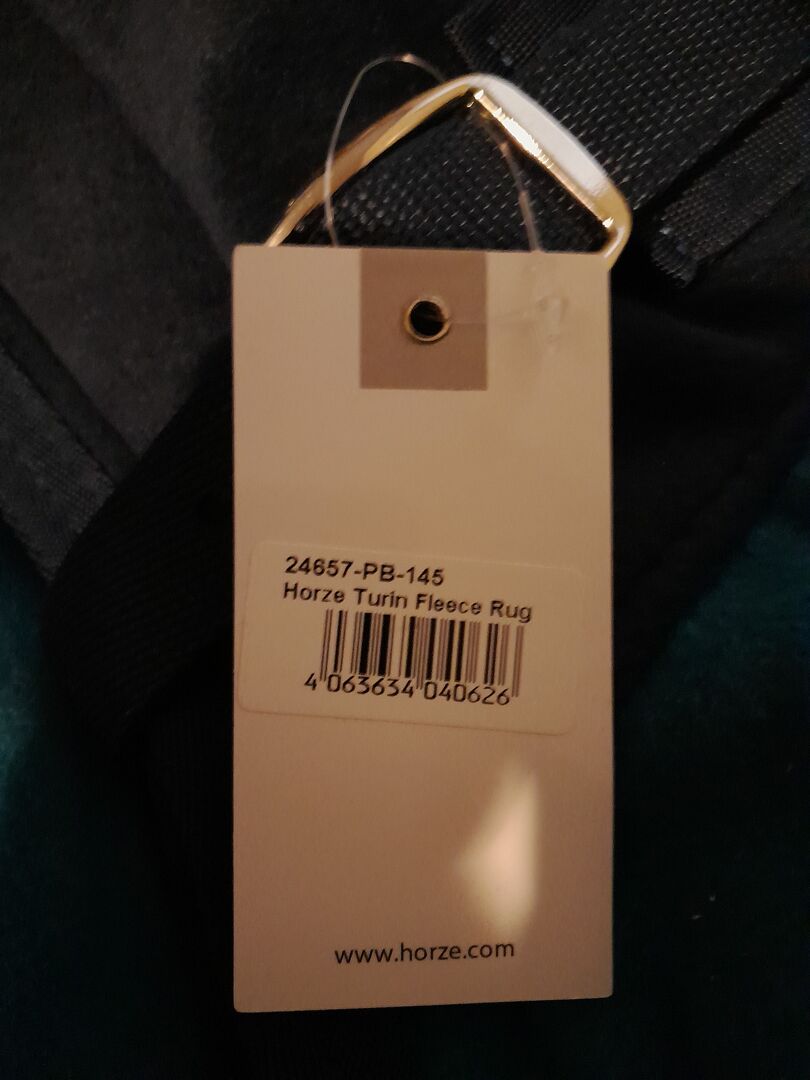 24657-PB-145
Horze Turin Fleece Rug
4 063634 040626
www.horze.com